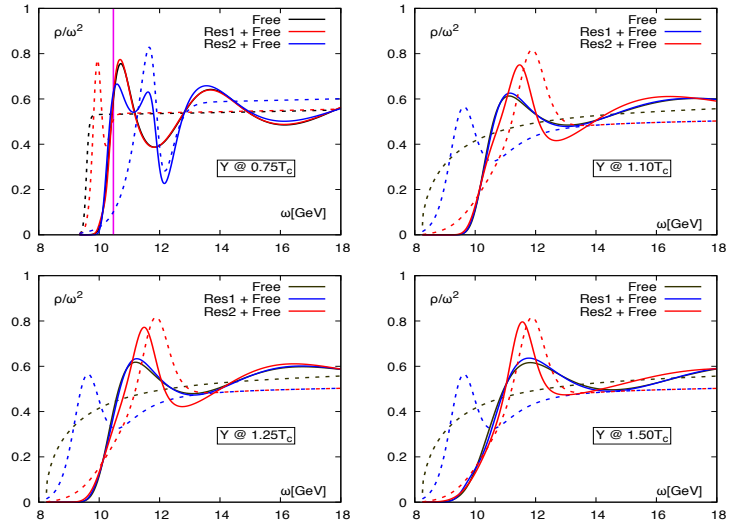 1
0.8
0.6
0.4
0.2
0
8 10 12 14 16 18
ρ/ω²
Free
Res1 + Free
Res2 + Free
Y @ 0.75T_c
ω[GeV]
1
0.8
0.6
0.4
0.2
0
8 10 12 14 16 18
ρ/ω²
Free
Res1 + Free
Res2 + Free
Y @ 1.10T_c
ω[GeV]
1
0.8
0.6
0.4
0.2
0
8 10 12 14 16 18
ρ/ω²
Free
Res1 + Free
Res2 + Free
Y @ 1.25T_c
ω[GeV]
1
0.8
0.6
0.4
0.2
0
8 10 12 14 16 18
ρ/ω²
Free
Res1 + Free
Res2 + Free
Y @ 1.50T_c
ω[GeV]